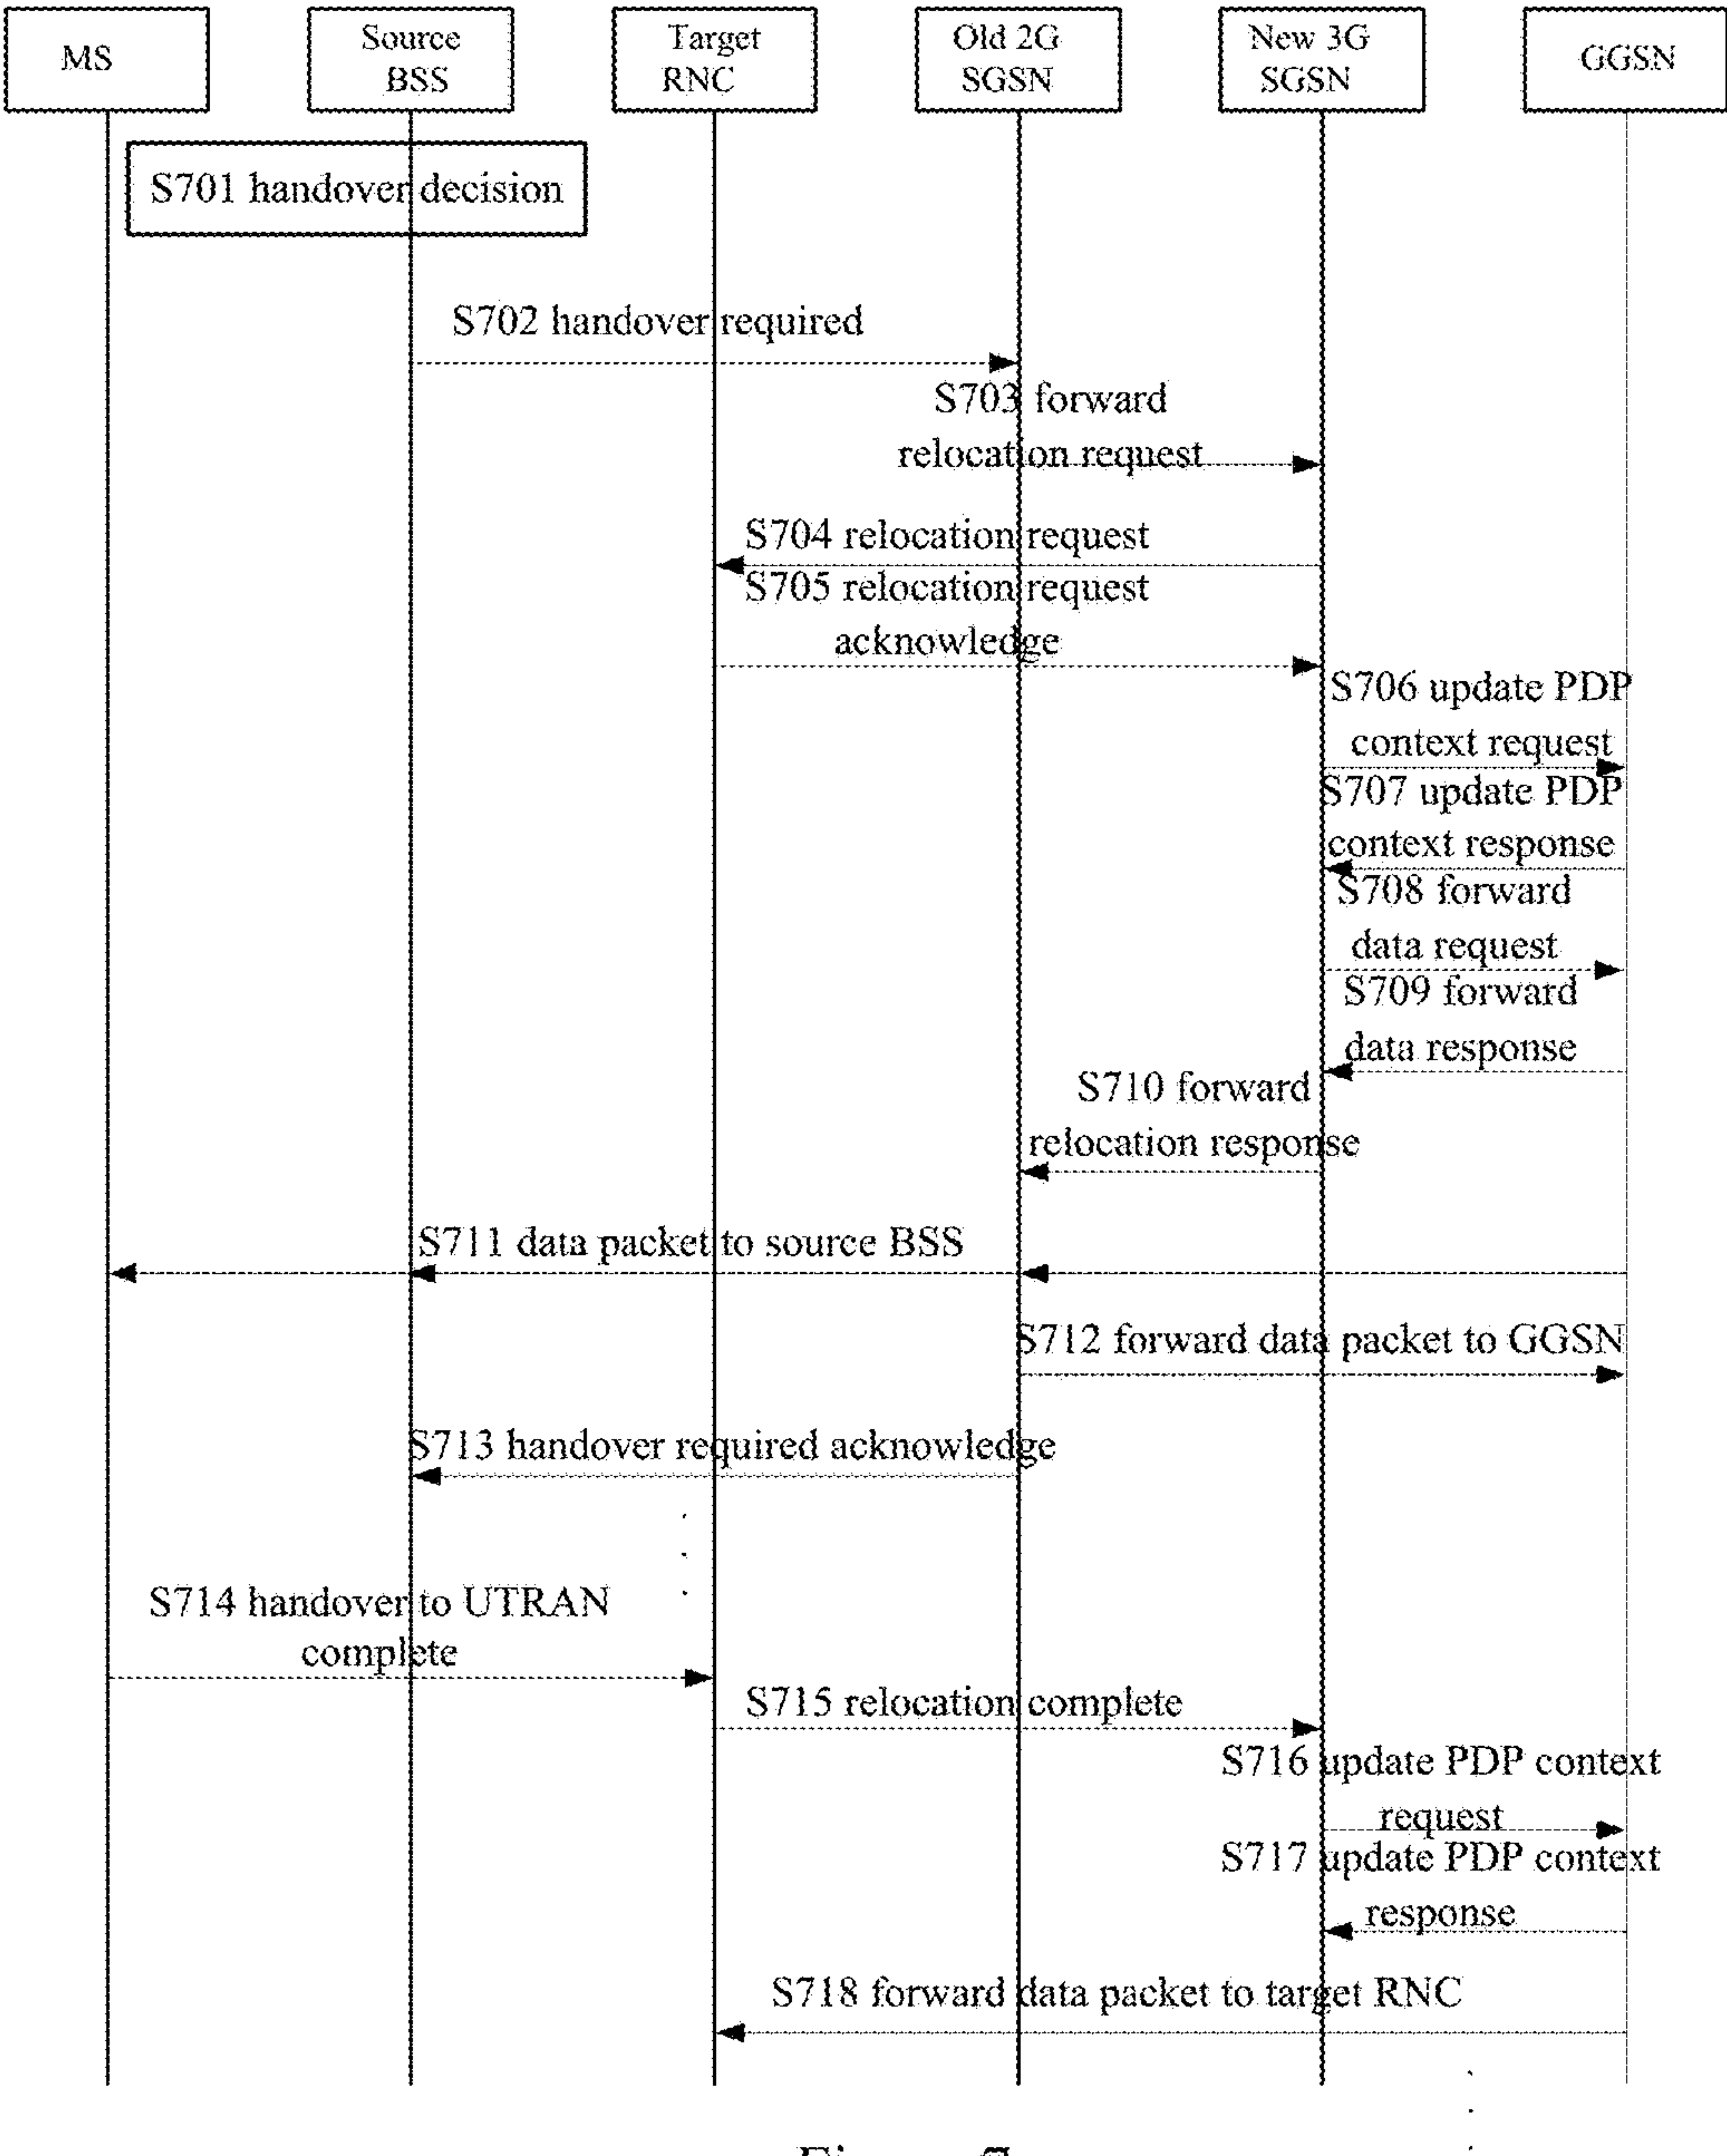 MS
Source
BSS
Target
RNC
Old 2G
SGSN
New 3G
SGSN
GGSN
S701 handover decision
S702 handover required
S703 forward
relocation request
S704 relocation request
S705 relocation request
acknowledge
S706 update PDP
context request
S707 update PDP
context response
S708 forward
data request
S709 forward
data response
S710 forward
relocation response
S711 data packet to source BSS
S712 forward data packet to GGSN
S713 handover required acknowledge
S714 handover to UTRAN
complete
S715 relocation complete
S716 update PDP context
request
S717 update PDP context
response
S718 forward data packet to target RNC